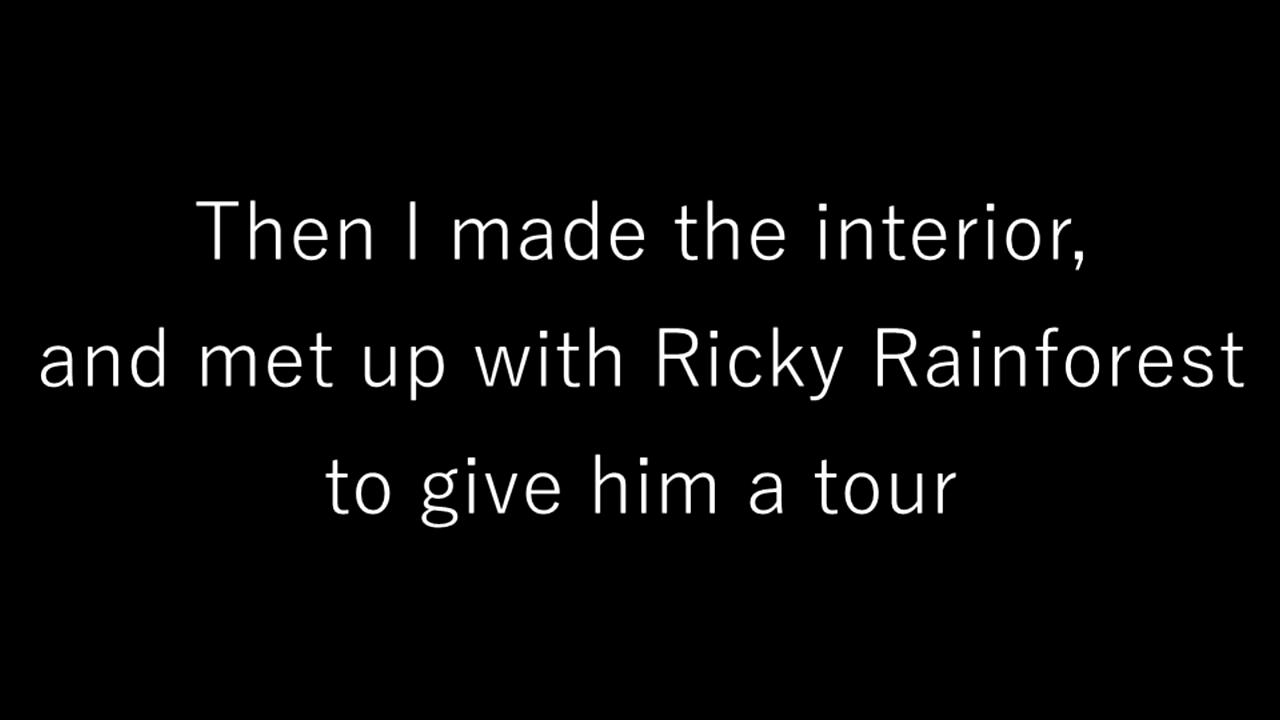 Then I made the interior,
and met up with Ricky Rainforest
to give him a tour